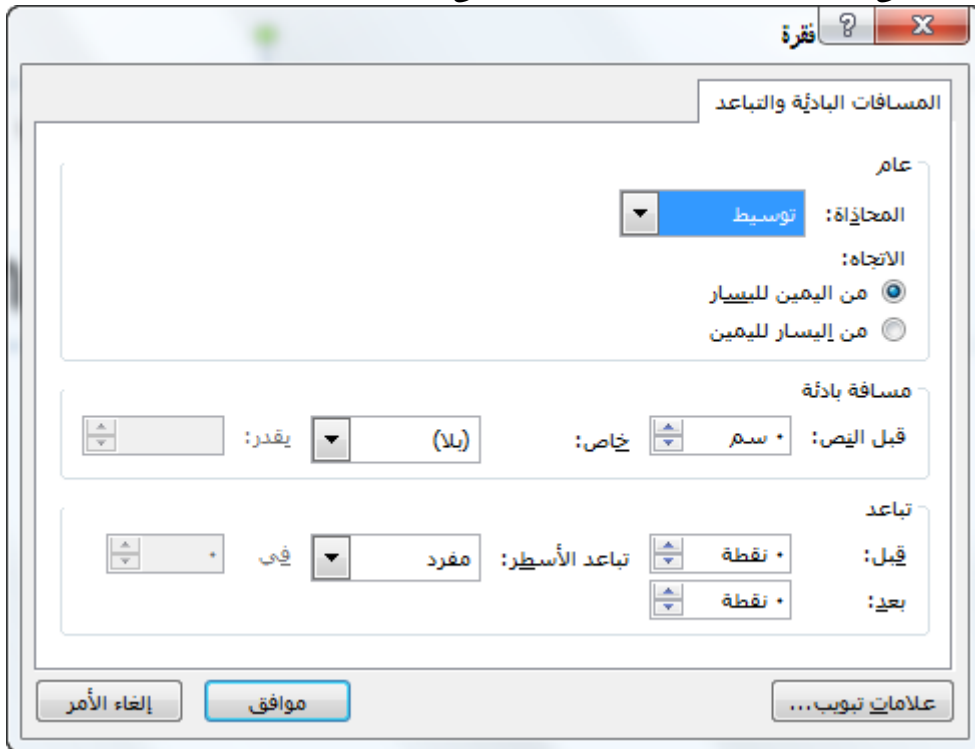 فقرة
المسافات البادئة والتباعد
عام
المحاذاة: توسيط
الاتجاه:
من اليمين لليسار
من اليسار لليمين
مسافة بادئة
قبل النص: ٠ سم خاص: (بلا) يقدر:
تباعد
قبل: ٠ نقطة تباعد الأسطر: مفرد في ٠
بعد: ٠ نقطة
علامات تبويب... موافق إلغاء الأمر